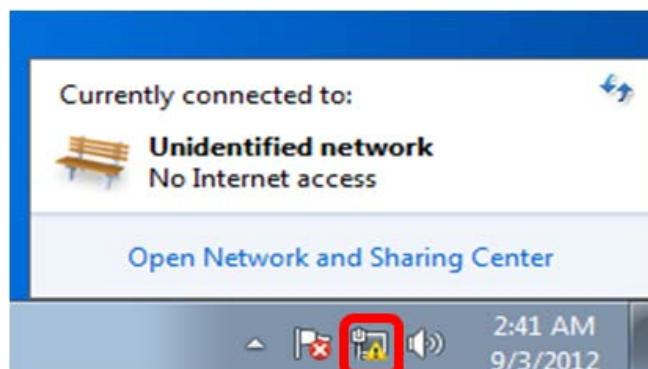 Currently connected to:
Unidentified network
No Internet access
Open Network and Sharing Center
2:41 AM
9/3/2012